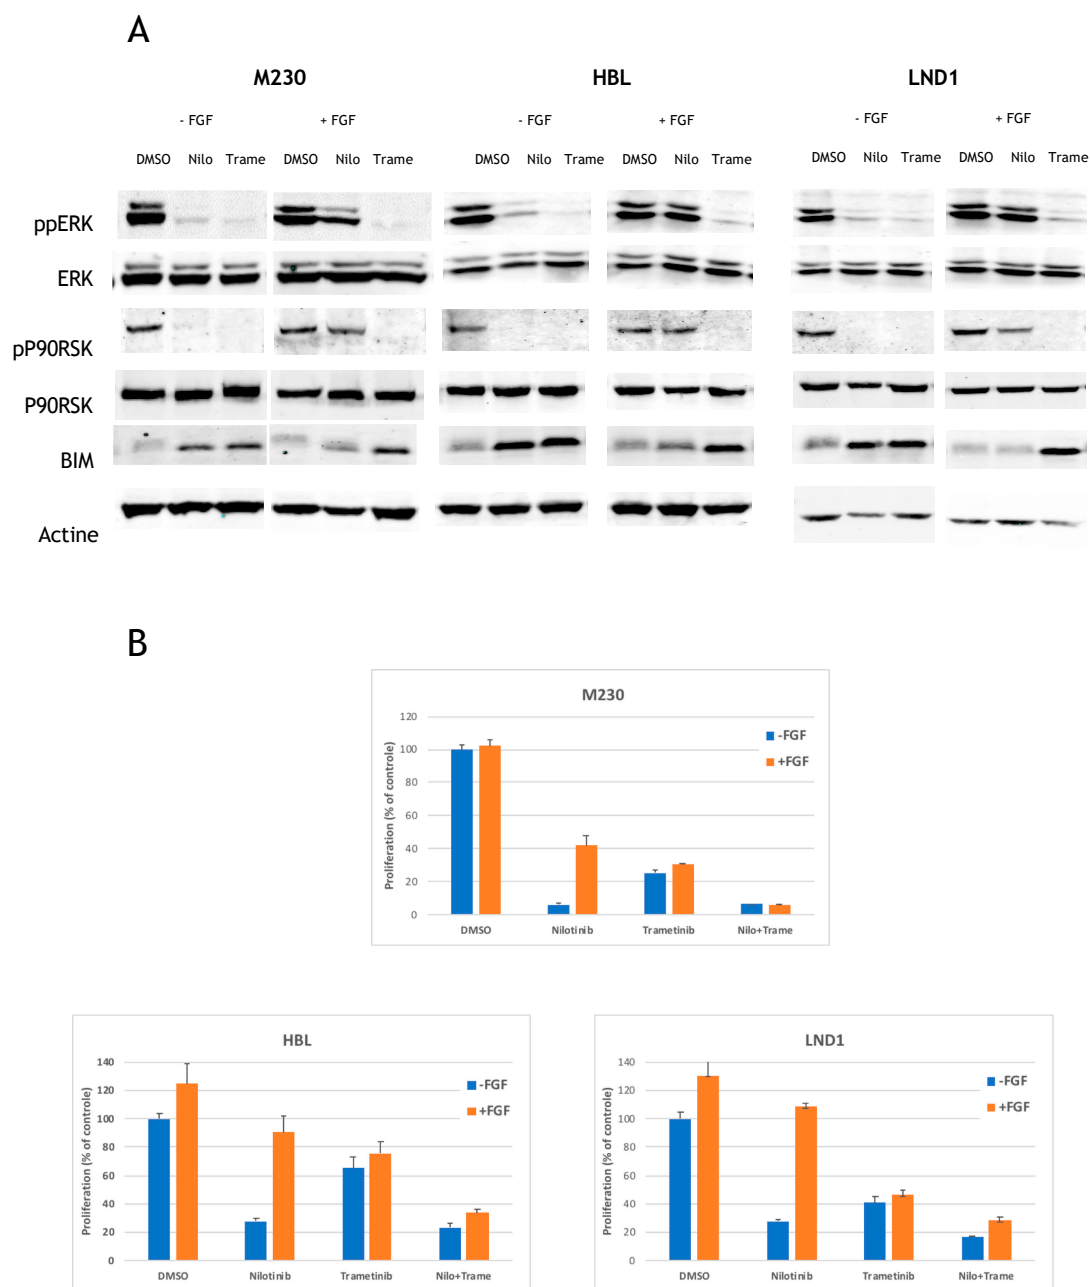 A
M230 HBL LND1
- FGF + FGF - FGF + FGF - FGF + FGF
DMSO Nilo Trame DMSO Nilo Trame DMSO Nilo Trame DMSO Nilo Trame DMSO Nilo Trame DMSO Nilo Trame
ppERK
ERK
pP90RSK
P90RSK
BIM
Actine
B
M230
Proliferation (% of controle)
120
100
80
60
40
20
0
-FGF
+FGF
DMSO Nilotinib Trametinib Nilo+Trame
HBL
Proliferation (% of controle)
140
120
100
80
60
40
20
0
-FGF
+FGF
DMSO Nilotinib Trametinib Nilo+Trame
LND1
Proliferation (% of controle)
140
120
100
80
60
40
20
0
-FGF
+FGF
DMSO Nilotinib Trametinib Nilo+Trame